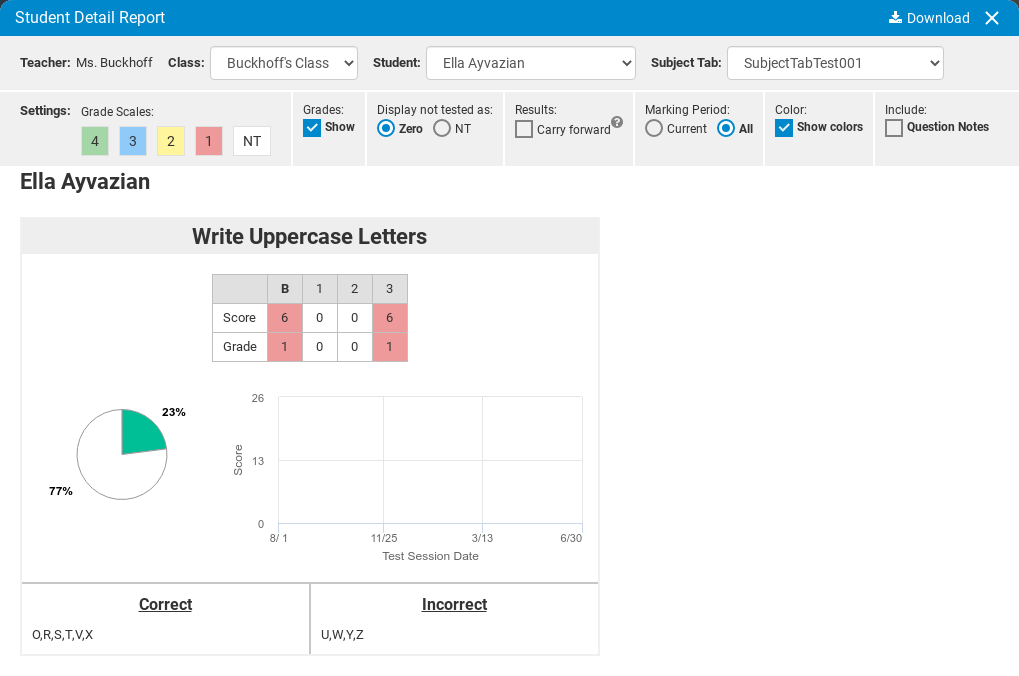 Student Detail Report Download
Teacher: Ms. Buckhoff Class: Buckhoff's Class Student: Ella Ayvazian Subject Tab: SubjectTabTest001
Settings: Grade Scales: Grades: Display not tested as: Results: Marking Period: Color: Include:
4 3 2 1 NT Show Zero NT Carry forward ? Current All Show colors Question Notes
Ella Ayvazian
Write Uppercase Letters
B 1 2 3
Score 6 0 0 6
Grade 1 0 0 1
23%
77%
26
13
0
Score
8/ 1 11/25 3/13 6/30
Test Session Date
Correct Incorrect
O,R,S,T,V,X U,W,Y,Z